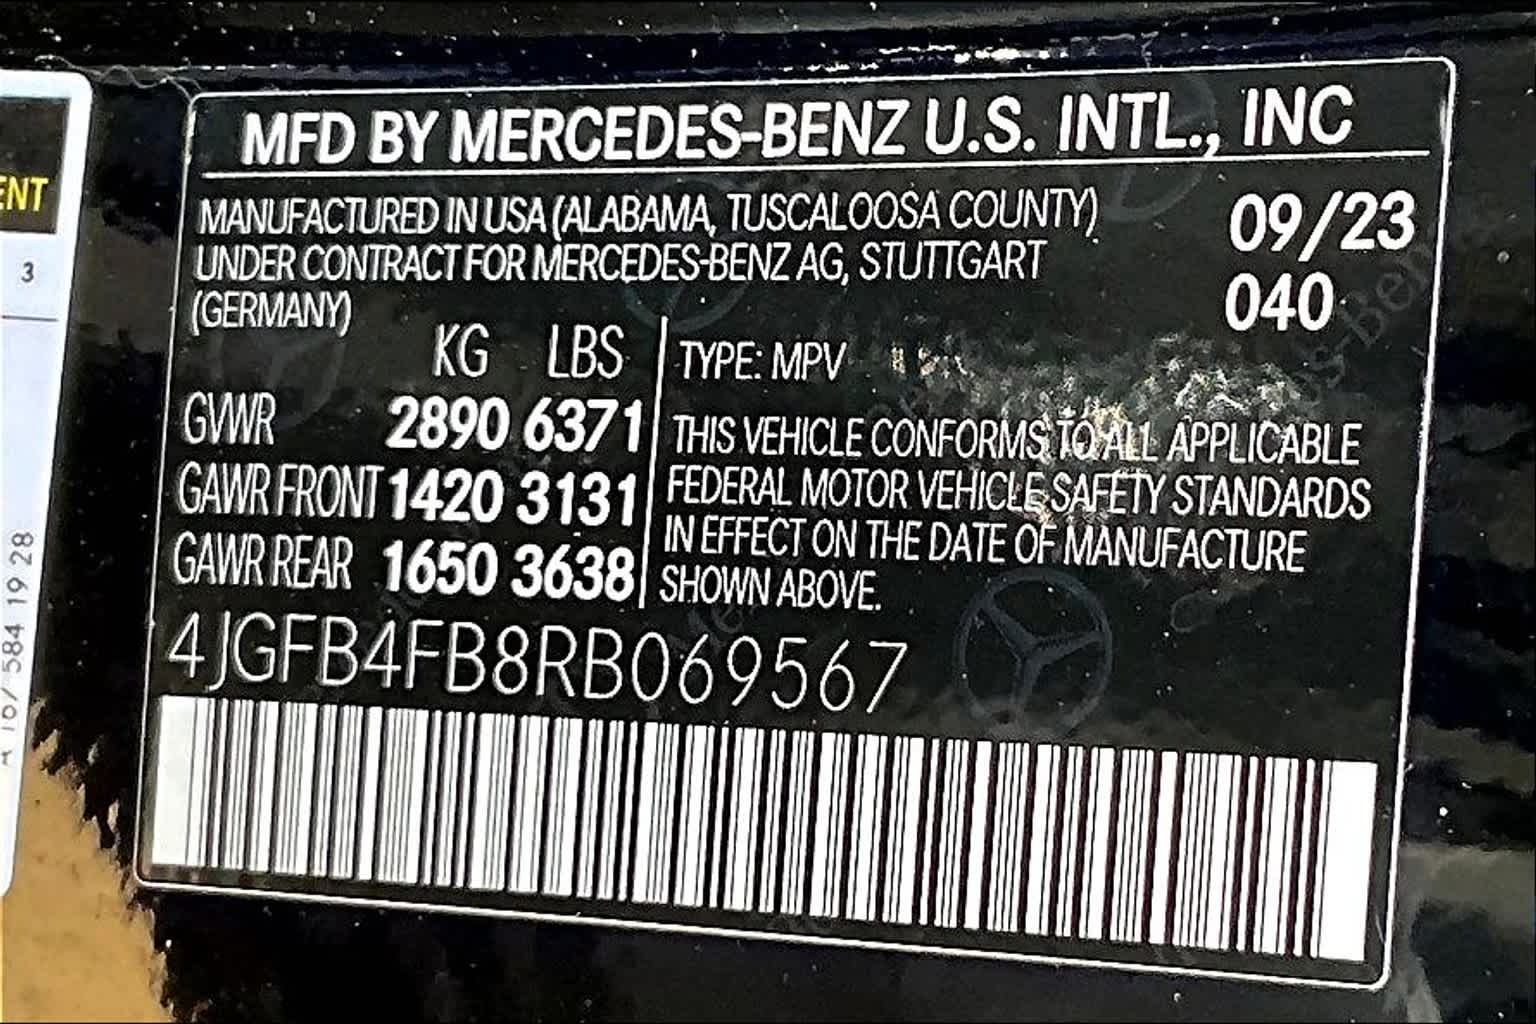 MFD BY MERCEDES-BENZ U.S. INTL., INC
MANUFACTURED IN USA (ALABAMA, TUSCALOOSA COUNTY)
UNDER CONTRACT FOR MERCEDES-BENZ AG, STUTTGART
(GERMANY)
09/23
040
KG LBS
GVWR 2890 6371
GAWR FRONT 1420 3131
GAWR REAR 1650 3638
TYPE: MPV
THIS VEHICLE CONFORMS TO ALL APPLICABLE
FEDERAL MOTOR VEHICLE SAFETY STANDARDS
IN EFFECT ON THE DATE OF MANUFACTURE
SHOWN ABOVE.
4JGFB4FB8RB069567
ENT
3
584 19 28